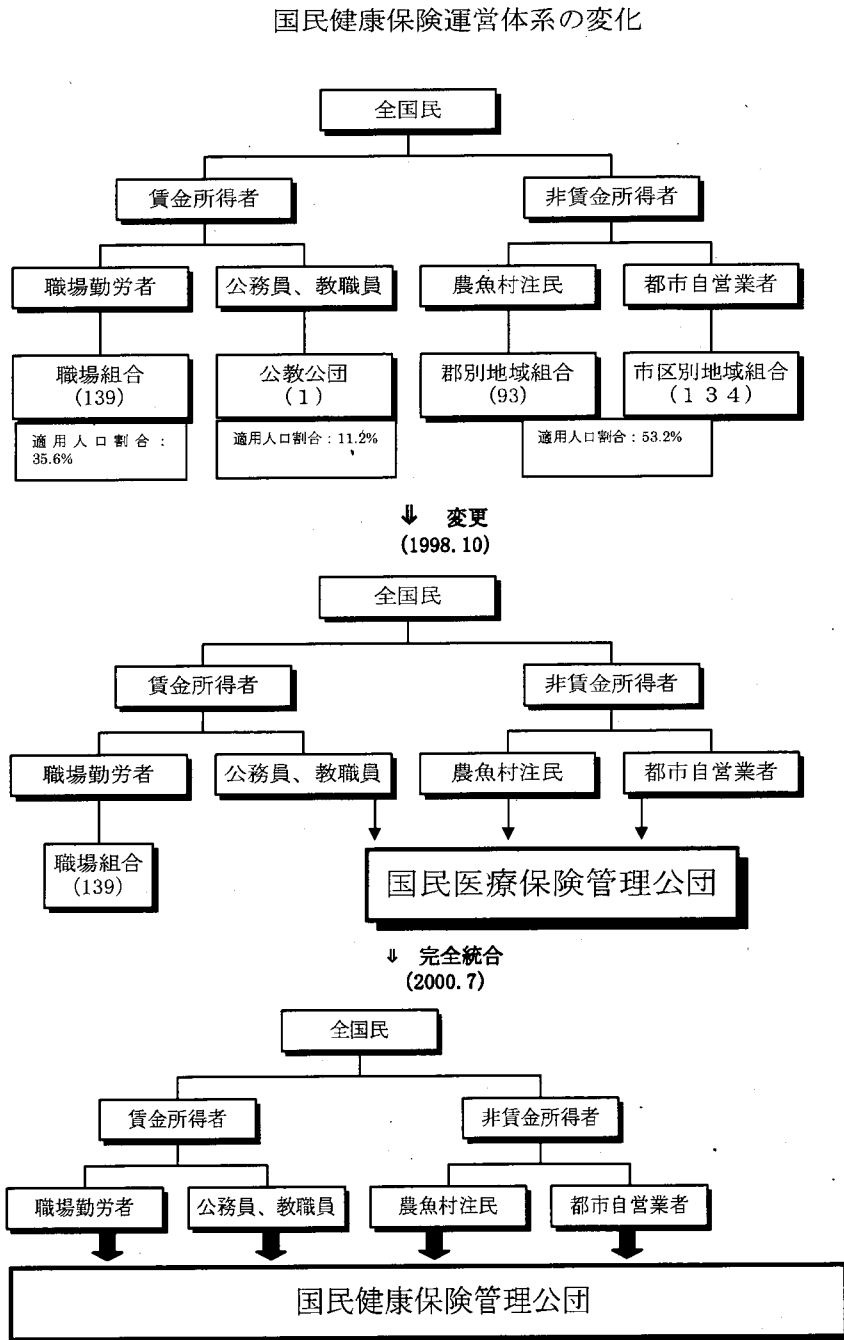 国民健康保険運営体系の変化
全国民
賃金所得者
非賃金所得者
職場勤労者
公務員、教職員
農魚村注民
都市自営業者
職場組合
(139)
公教公団
(1)
郡別地域組合
(93)
市区別地域組合
(１３４)
適用人口割合：
35.6%
適用人口割合：11.2%
適用人口割合：53.2%
⇓ 変更
(1998.10)
全国民
賃金所得者
非賃金所得者
職場勤労者
公務員、教職員
農魚村注民
都市自営業者
職場組合
(139)
国民医療保険管理公団
⇓ 完全統合
(2000.7)
全国民
賃金所得者
非賃金所得者
職場勤労者
公務員、教職員
農魚村注民
都市自営業者
国民健康保険管理公団